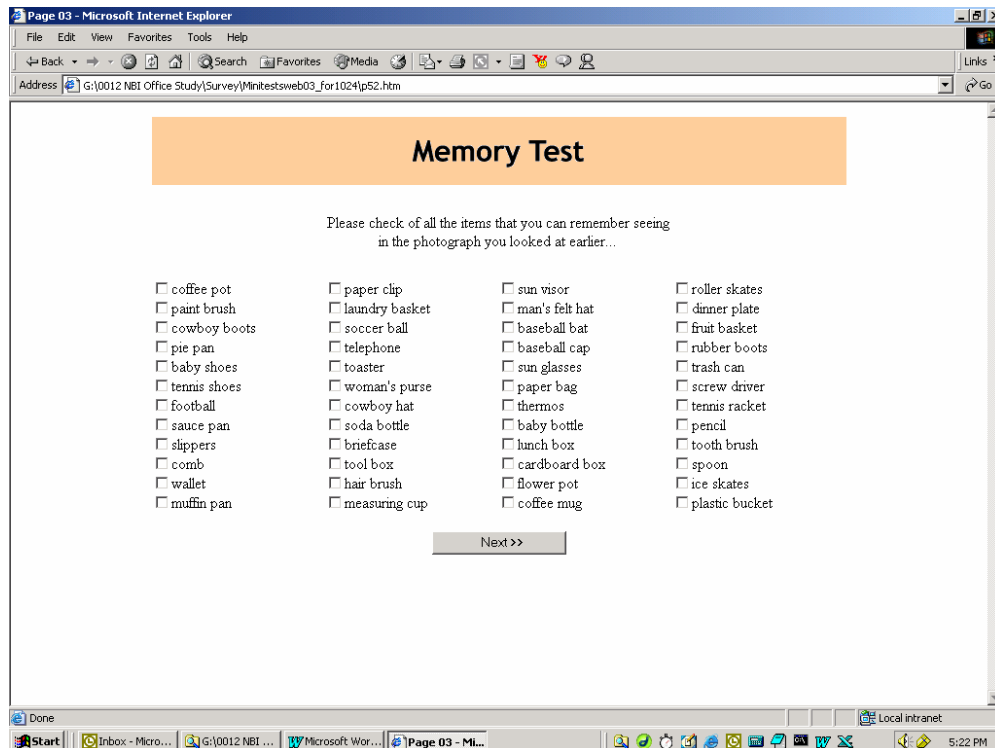 Page 03 - Microsoft Internet Explorer
File Edit View Favorites Tools Help
Back Search Favorites Media Links
Address G:\0012 NBI Office Study\Survey\Minitestsweb03_for1024\p52.htm Go
Memory Test
Please check of all the items that you can remember seeing
in the photograph you looked at earlier...
coffee pot paper clip sun visor roller skates
paint brush laundry basket man's felt hat dinner plate
cowboy boots soccer ball baseball bat fruit basket
pie pan telephone baseball cap rubber boots
baby shoes toaster sun glasses trash can
tennis shoes woman's purse paper bag screw driver
football cowboy hat thermos tennis racket
sauce pan soda bottle baby bottle pencil
slippers briefcase lunch box tooth brush
comb tool box cardboard box spoon
wallet hair brush flower pot ice skates
muffin pan measuring cup coffee mug plastic bucket
Next >>
Done Local intranet
Start Inbox - Micro... G:\0012 NBI ... Microsoft Wor... Page 03 - Mi... 5:22 PM